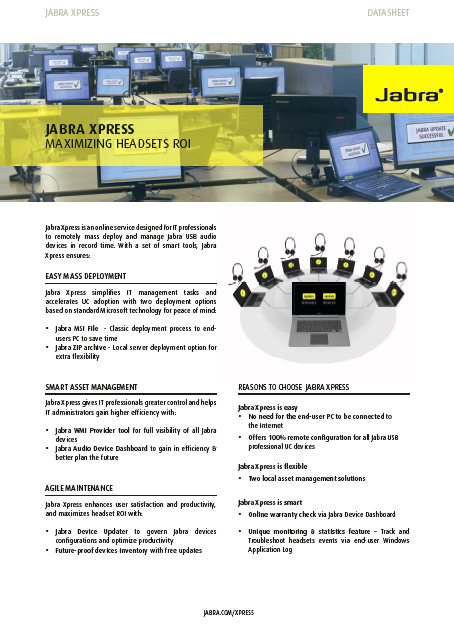 JABRA XPRESS
DATASHEET
Jabra
JABRA XPRESS
MAXIMIZING HEADSETS ROI
JABRA UPDATE
SUCCESSFUL
Jabra Xpress is an online service designed for IT professionals
to remotely mass deploy and manage Jabra USB audio
devices in record time. With a set of smart tools, Jabra
Xpress ensures:
EASY MASS DEPLOYMENT
Jabra Xpress simplifies IT management tasks and
accelerates UC adoption with two deployment options
based on standard Microsoft technology for peace of mind:
• Jabra MSI File - Classic deployment process to end-
users PC to save time
• Jabra ZIP archive - Local server deployment option for
extra flexibility
SMART ASSET MANAGEMENT
Jabra Xpress gives IT professionals greater control and helps
IT administrators gain higher efficiency with:
• Jabra WMI Provider tool for full visibility of all Jabra
devices
• Jabra Audio Device Dashboard to gain in efficiency &
better plan the future
AGILE MAINTENANCE
Jabra Xpress enhances user satisfaction and productivity,
and maximizes headset ROI with:
• Jabra Device Updater to govern Jabra devices
configurations and optimize productivity
• Future-proof devices inventory with free updates
REASONS TO CHOOSE JABRA XPRESS
Jabra Xpress is easy
• No need for the end-user PC to be connected to
the Internet
• Offers 100% remote configuration for all Jabra USB
professional UC devices
Jabra Xpress is flexible
• Two local asset management solutions
Jabra Xpress is smart
• Online warranty check via Jabra Device Dashboard
• Unique monitoring & statistics feature – Track and
Troubleshoot headsets events via end-user Windows
Application Log
JABRA.COM/XPRESS